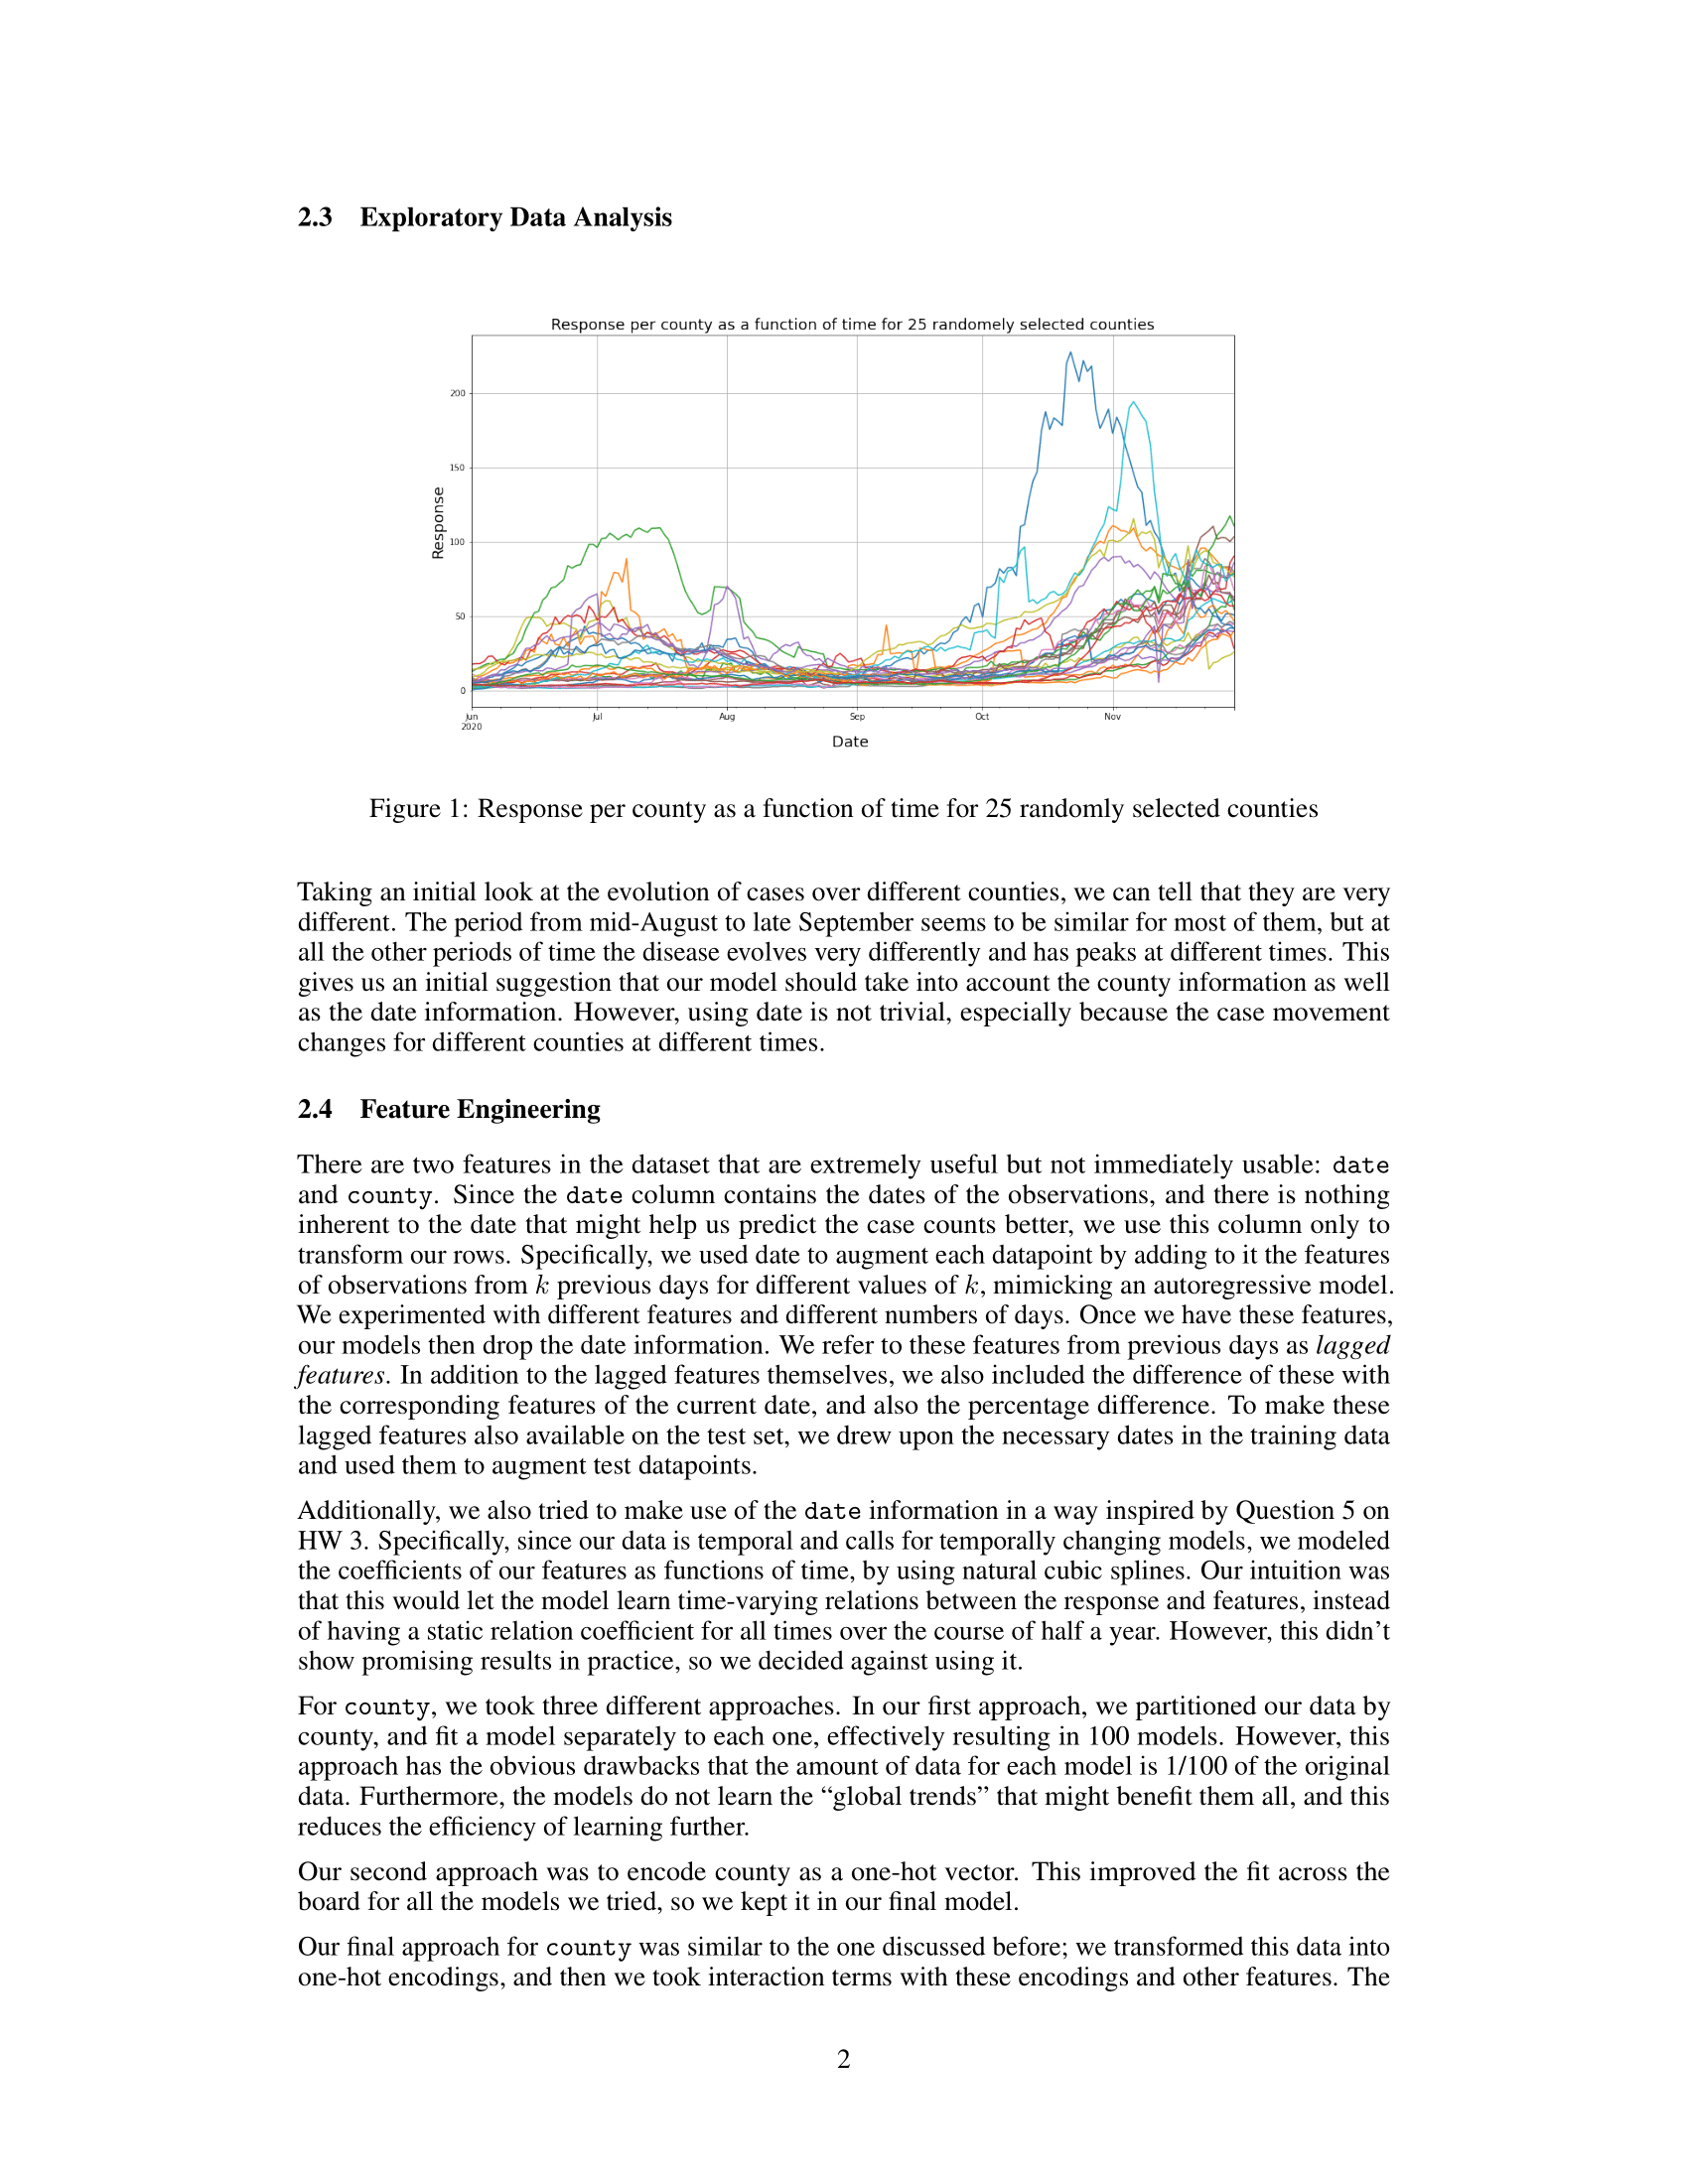 2.3 Exploratory Data Analysis
Response per county as a function of time for 25 randomely selected counties
Response
200
150
100
50
0
Jun
2020
Jul
Aug
Sep
Oct
Nov
Date
Figure 1: Response per county as a function of time for 25 randomly selected counties
Taking an initial look at the evolution of cases over different counties, we can tell that they are very
different. The period from mid-August to late September seems to be similar for most of them, but at
all the other periods of time the disease evolves very differently and has peaks at different times. This
gives us an initial suggestion that our model should take into account the county information as well
as the date information. However, using date is not trivial, especially because the case movement
changes for different counties at different times.
2.4 Feature Engineering
There are two features in the dataset that are extremely useful but not immediately usable: date
and county. Since the date column contains the dates of the observations, and there is nothing
inherent to the date that might help us predict the case counts better, we use this column only to
transform our rows. Specifically, we used date to augment each datapoint by adding to it the features
of observations from k previous days for different values of k, mimicking an autoregressive model.
We experimented with different features and different numbers of days. Once we have these features,
our models then drop the date information. We refer to these features from previous days as lagged
features. In addition to the lagged features themselves, we also included the difference of these with
the corresponding features of the current date, and also the percentage difference. To make these
lagged features also available on the test set, we drew upon the necessary dates in the training data
and used them to augment test datapoints.
Additionally, we also tried to make use of the date information in a way inspired by Question 5 on
HW 3. Specifically, since our data is temporal and calls for temporally changing models, we modeled
the coefficients of our features as functions of time, by using natural cubic splines. Our intuition was
that this would let the model learn time-varying relations between the response and features, instead
of having a static relation coefficient for all times over the course of half a year. However, this didn't
show promising results in practice, so we decided against using it.
For county, we took three different approaches. In our first approach, we partitioned our data by
county, and fit a model separately to each one, effectively resulting in 100 models. However, this
approach has the obvious drawbacks that the amount of data for each model is 1/100 of the original
data. Furthermore, the models do not learn the “global trends” that might benefit them all, and this
reduces the efficiency of learning further.
Our second approach was to encode county as a one-hot vector. This improved the fit across the
board for all the models we tried, so we kept it in our final model.
Our final approach for county was similar to the one discussed before; we transformed this data into
one-hot encodings, and then we took interaction terms with these encodings and other features. The
2